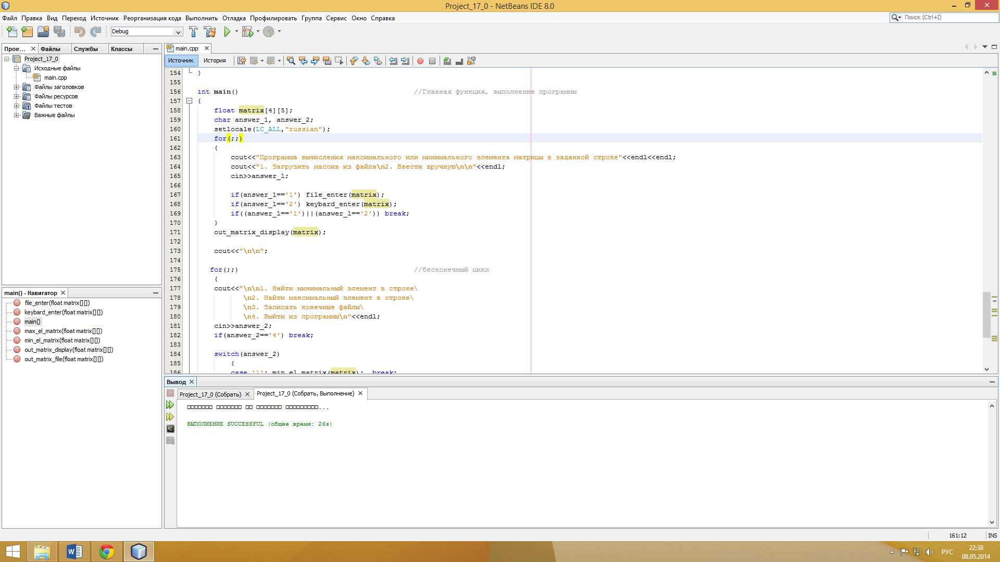 Project_17_0 - NetBeans IDE 8.0
Файл Правка Вид Переход Источник Реорганизация кода Выполнить Отладка Профилировать Группа Сервис Окно Справка
Поиск (Ctrl+I)
Debug
Прое... Файлы Службы Классы
Project_17_0
Исходные файлы
main.cpp
Файлы заголовков
Файлы ресурсов
Файлы тестов
Важные файлы
main() - Навигатор
file_enter(float matrix[][])
keybard_enter(float matrix[][])
main()
max_el_matrix(float matrix[][])
min_el_matrix(float matrix[][])
out_matrix_display(float matrix[][])
out_matrix_file(float matrix[][])
main.cpp
Источник История
154 }
155
156 int main() //Главная функция, выполнение программы
157 {
158 float matrix[4][5];
159 char answer_1, answer_2;
160 setlocale(LC_ALL,"russian");
161 for(;;)
162 {
163 cout<<"Программа вычисления максимального или минимального элемента матрицы в заданной строке"<<endl<<endl;
164 cout<<"1. Загрузить массив из файла\n2. Ввести вручную\n\n"<<endl;
165 cin>>answer_1;
166
167 if(answer_1=='1') file_enter(matrix);
168 if(answer_1=='2') keybard_enter(matrix);
169 if((answer_1=='1')||(answer_1=='2')) break;
170 }
171 out_matrix_display(matrix);
172
173 cout<<"\n\n";
174
175 for(;;) //бесконечный цикл
176 {
177 cout<<"\n\n1. Найти минимальный элемент в строке\
178 \n2. Найти максимальный элемент в строке\
179 \n3. Записать конечные файлы\
180 \n4. Выйти из программы\n"<<endl;
181 cin>>answer_2;
182 if(answer_2=='4') break;
183
184 switch(answer_2)
185 {
186 case '1': min_el_matrix(matrix); break;
Вывод
Project_17_0 (Собрать) Project_17_0 (Собрать, Выполнение)
□□□□□□□ □□□□□□□ □□ □□□□□□□ □□□□□□□□□...
ВЫПОЛНЕНИЕ SUCCESSFUL (общее время: 26s)
161:12 INS
РУС
22:38
08.05.2014